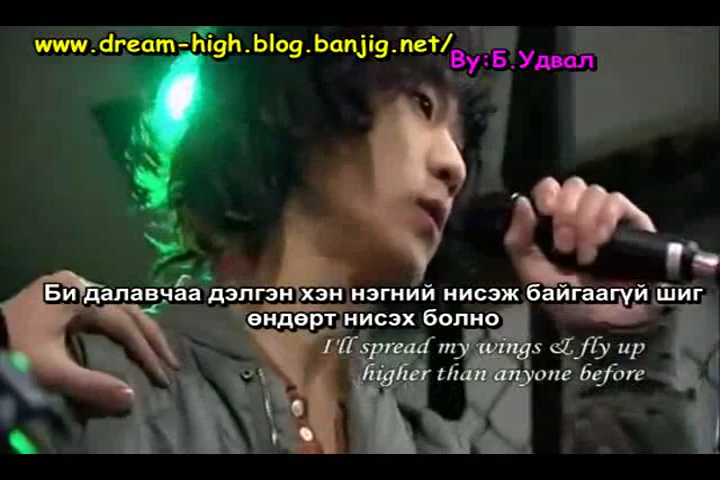 www.dream-high.blog.banjig.net/
By:Б.Удвал
Би далавчаа дэлгэн хэн нэгний нисэж байгаагүй шиг
өндөрт нисэх болно
I'll spread my wings & fly up
higher than anyone before